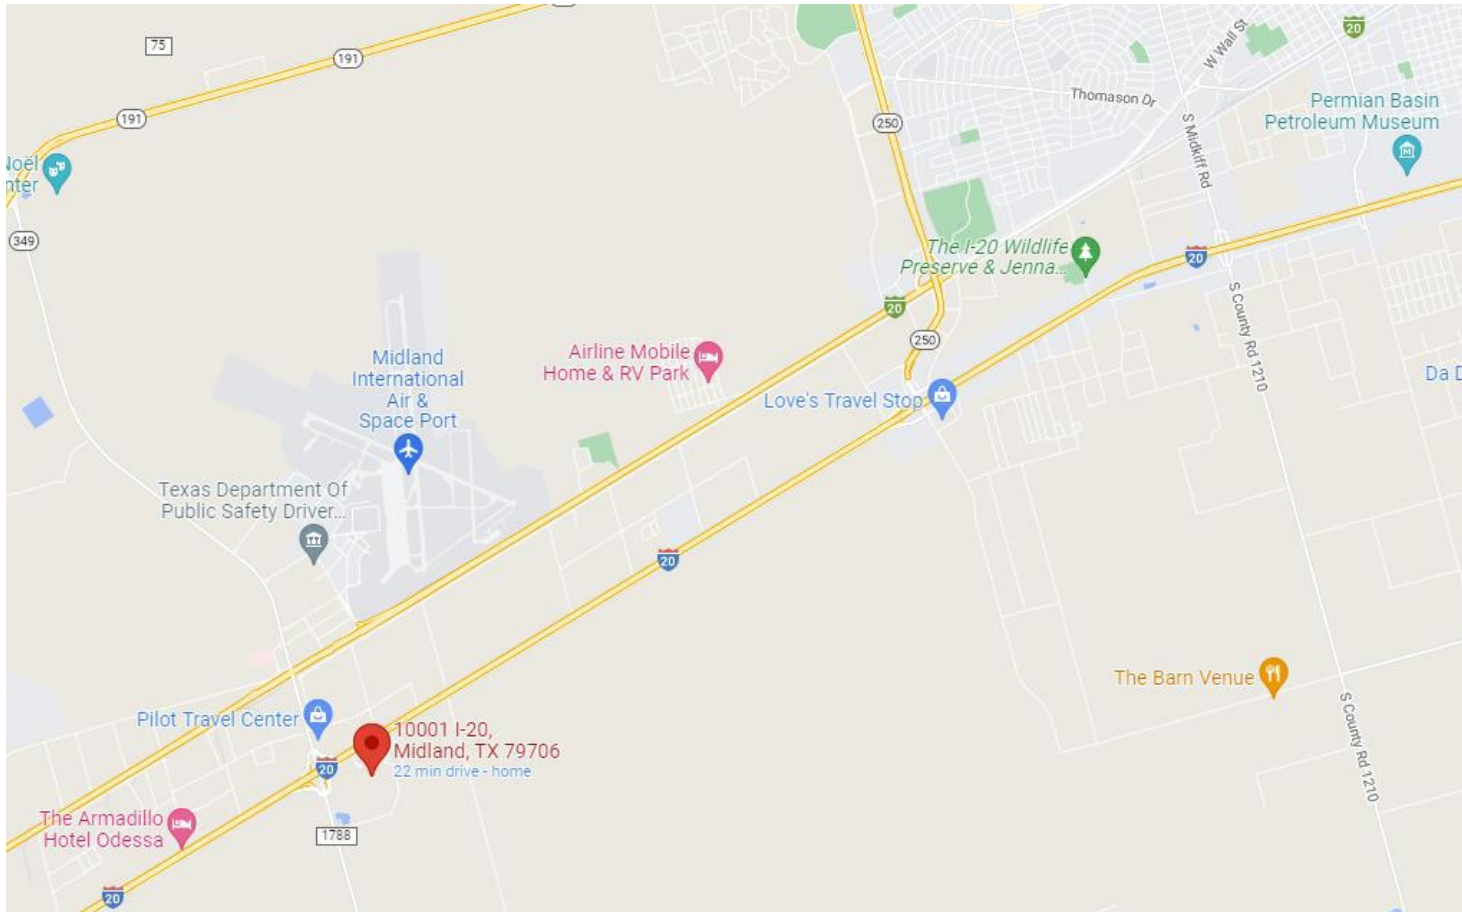 75
191
191
250
W Wall St
20
Thomason Dr
Permian Basin
Petroleum Museum
S Midkiff Rd
Noël
nter
349
The I-20 Wildlife
Preserve & Jenna...
20
20
S County Rd 1210
250
Midland
International
Air &
Space Port
Airline Mobile
Home & RV Park
Love's Travel Stop
Da D
Texas Department Of
Public Safety Driver...
20
The Barn Venue
S County Rd 1210
Pilot Travel Center
10001 I-20,
Midland, TX 79706
22 min drive - home
20
The Armadillo
Hotel Odessa
1788
20